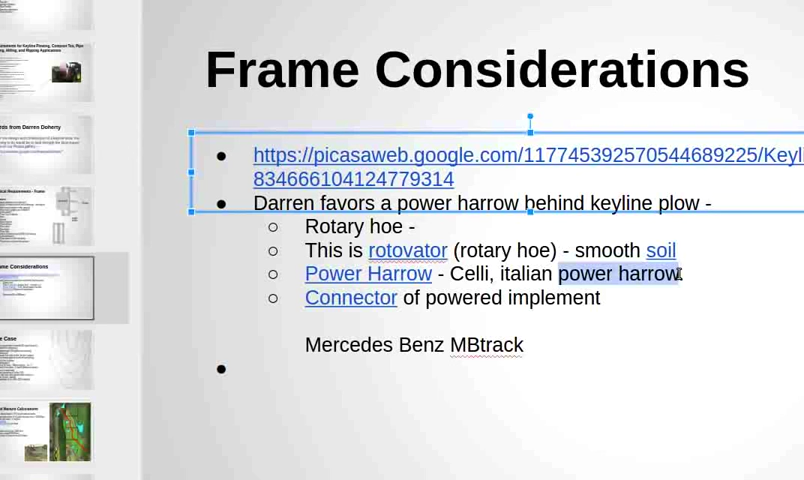 Frame Considerations
https://picasaweb.google.com/117745392570544689225/Keyli
834666104124779314
Darren favors a power harrow behind keyline plow -
Rotary hoe -
This is rotovator (rotary hoe) - smooth soil
Power Harrow - Celli, italian power harrow
Connector of powered implement
Mercedes Benz MBtrack